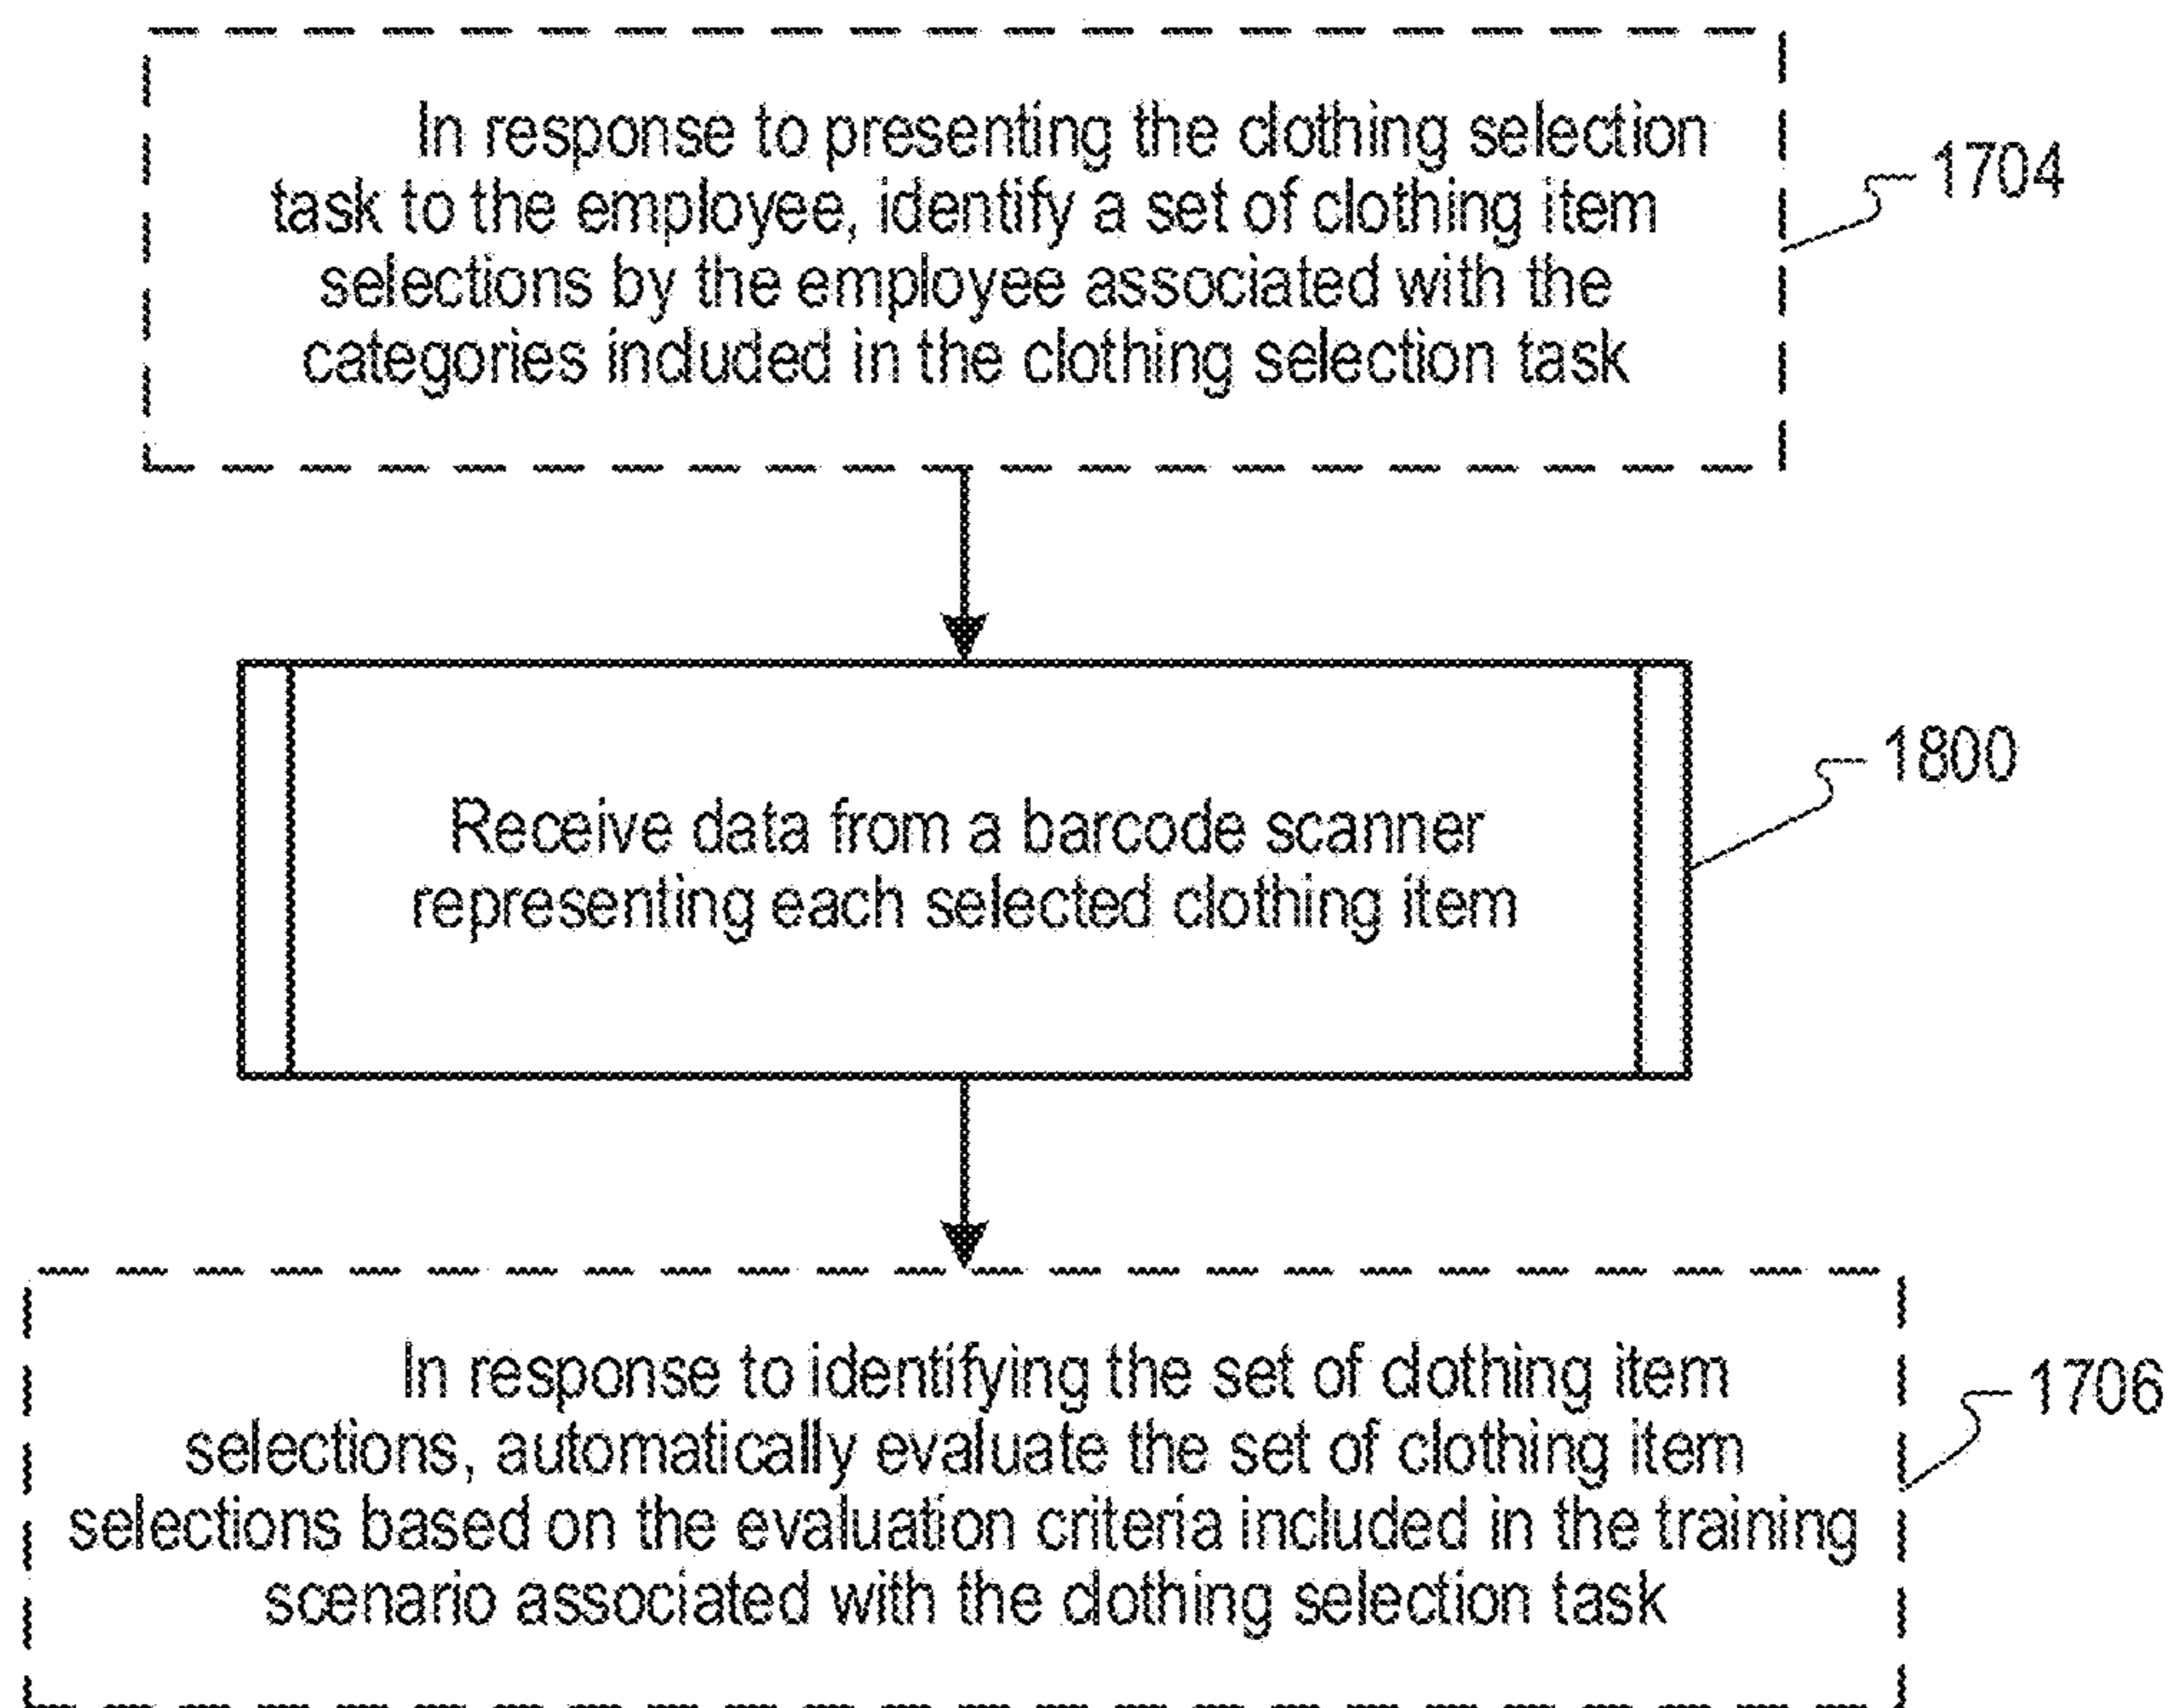 In response to presenting the clothing selection
task to the employee, identify a set of clothing item
selections by the employee associated with the
categories included in the clothing selection task
1704
Receive data from a barcode scanner
representing each selected clothing item
1800
In response to identifying the set of clothing item
selections, automatically evaluate the set of clothing item
selections based on the evaluation criteria included in the training
scenario associated with the clothing selection task
1706